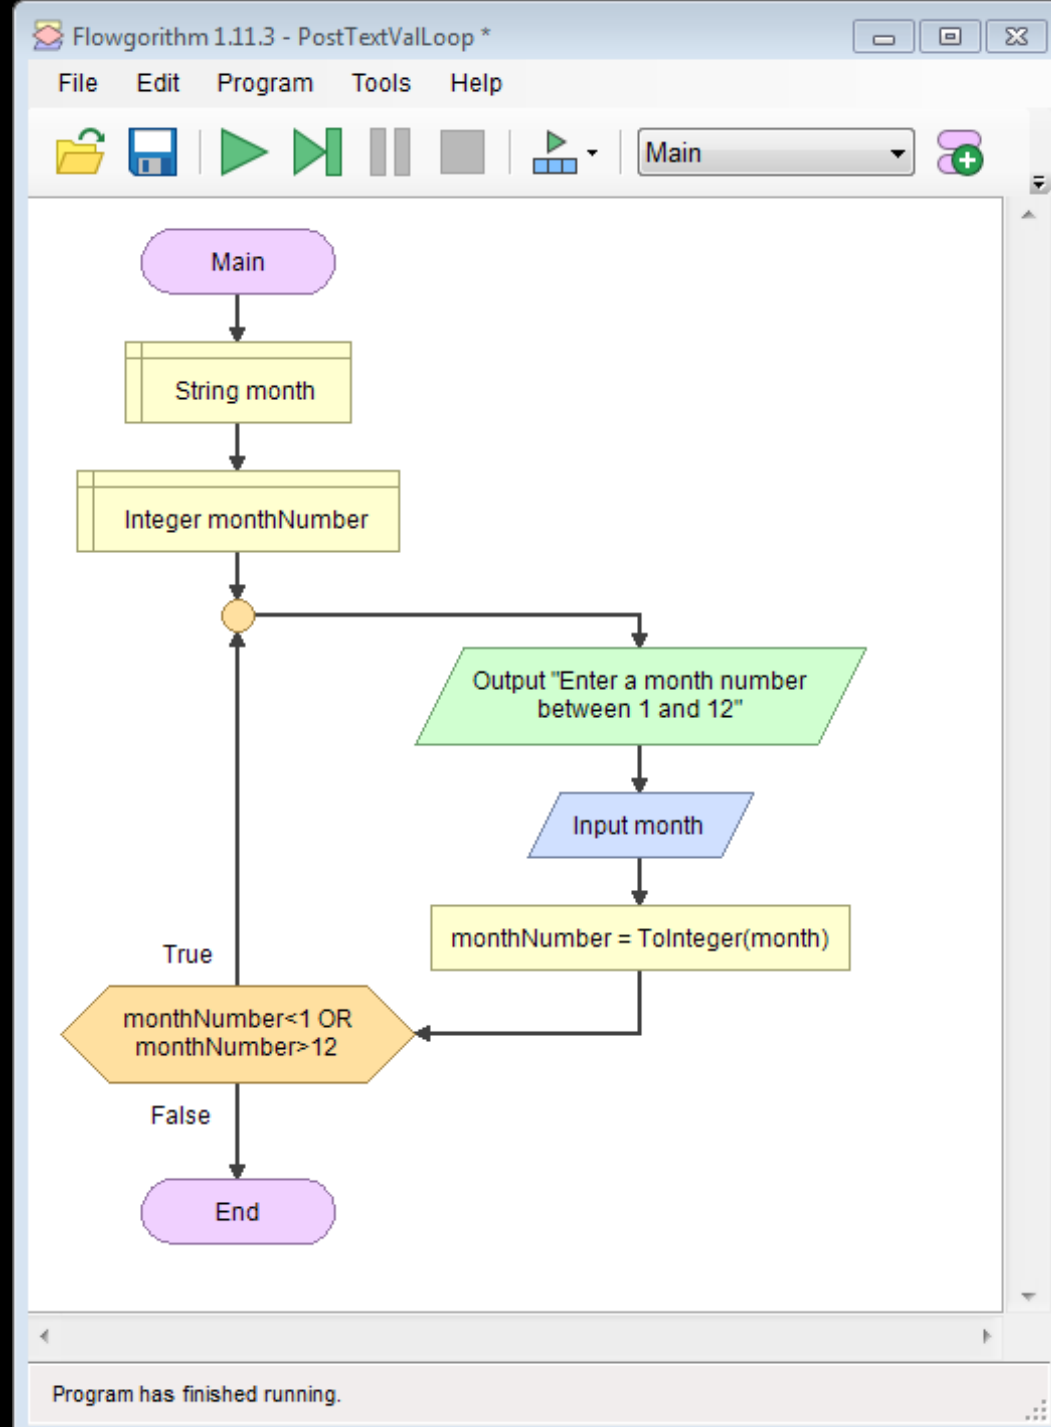 Flowgorithm 1.11.3 - PostTextValLoop *
File Edit Program Tools Help
Main
Main
String month
Integer monthNumber
Output "Enter a month number
between 1 and 12"
Input month
monthNumber = ToInteger(month)
True
monthNumber<1 OR
monthNumber>12
False
End
Program has finished running.